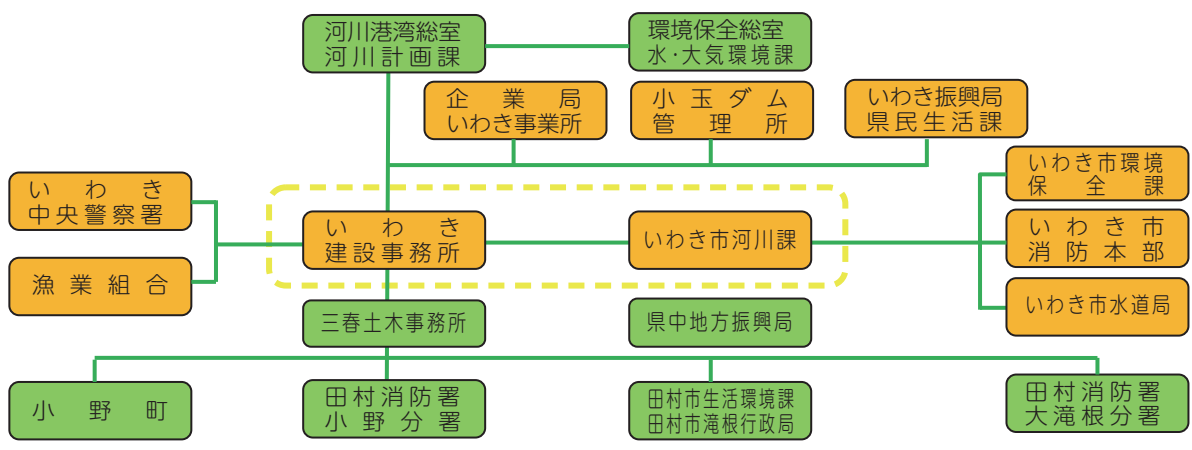 河川港湾総室
河川計画課
環境保全総室
水・大気環境課
企業局
いわき事業所
小玉ダム
管理所
いわき振興局
県民生活課
いわき
中央警察署
漁業組合
いわき
建設事務所
いわき市河川課
いわき市環境
保全課
いわき市
消防本部
いわき市水道局
三春土木事務所
県中地方振興局
小野町
田村消防署
小野分署
田村市生活環境課
田村市滝根行政局
田村消防署
大滝根分署